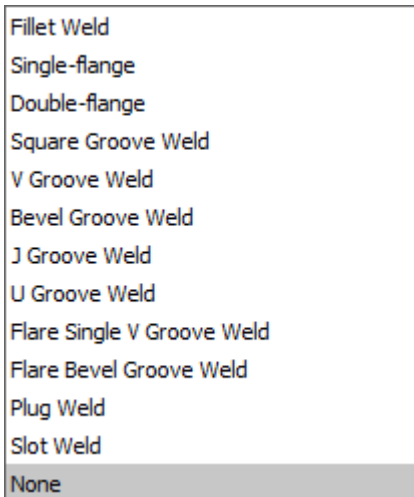 Fillet Weld
Single-flange
Double-flange
Square Groove Weld
V Groove Weld
Bevel Groove Weld
J Groove Weld
U Groove Weld
Flare Single V Groove Weld
Flare Bevel Groove Weld
Plug Weld
Slot Weld
None